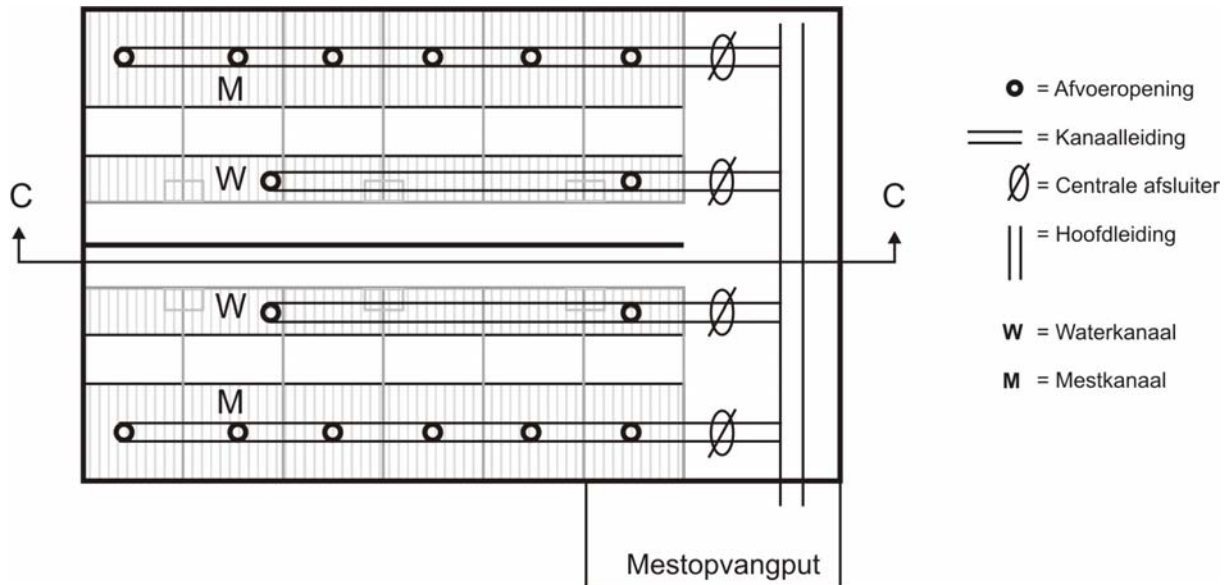 M
W
C
C
W
M
Mestopvangput
= Afvoeropening
= Kanaalleiding
= Centrale afsluiter
= Hoofdleiding
W = Waterkanaal
M = Mestkanaal